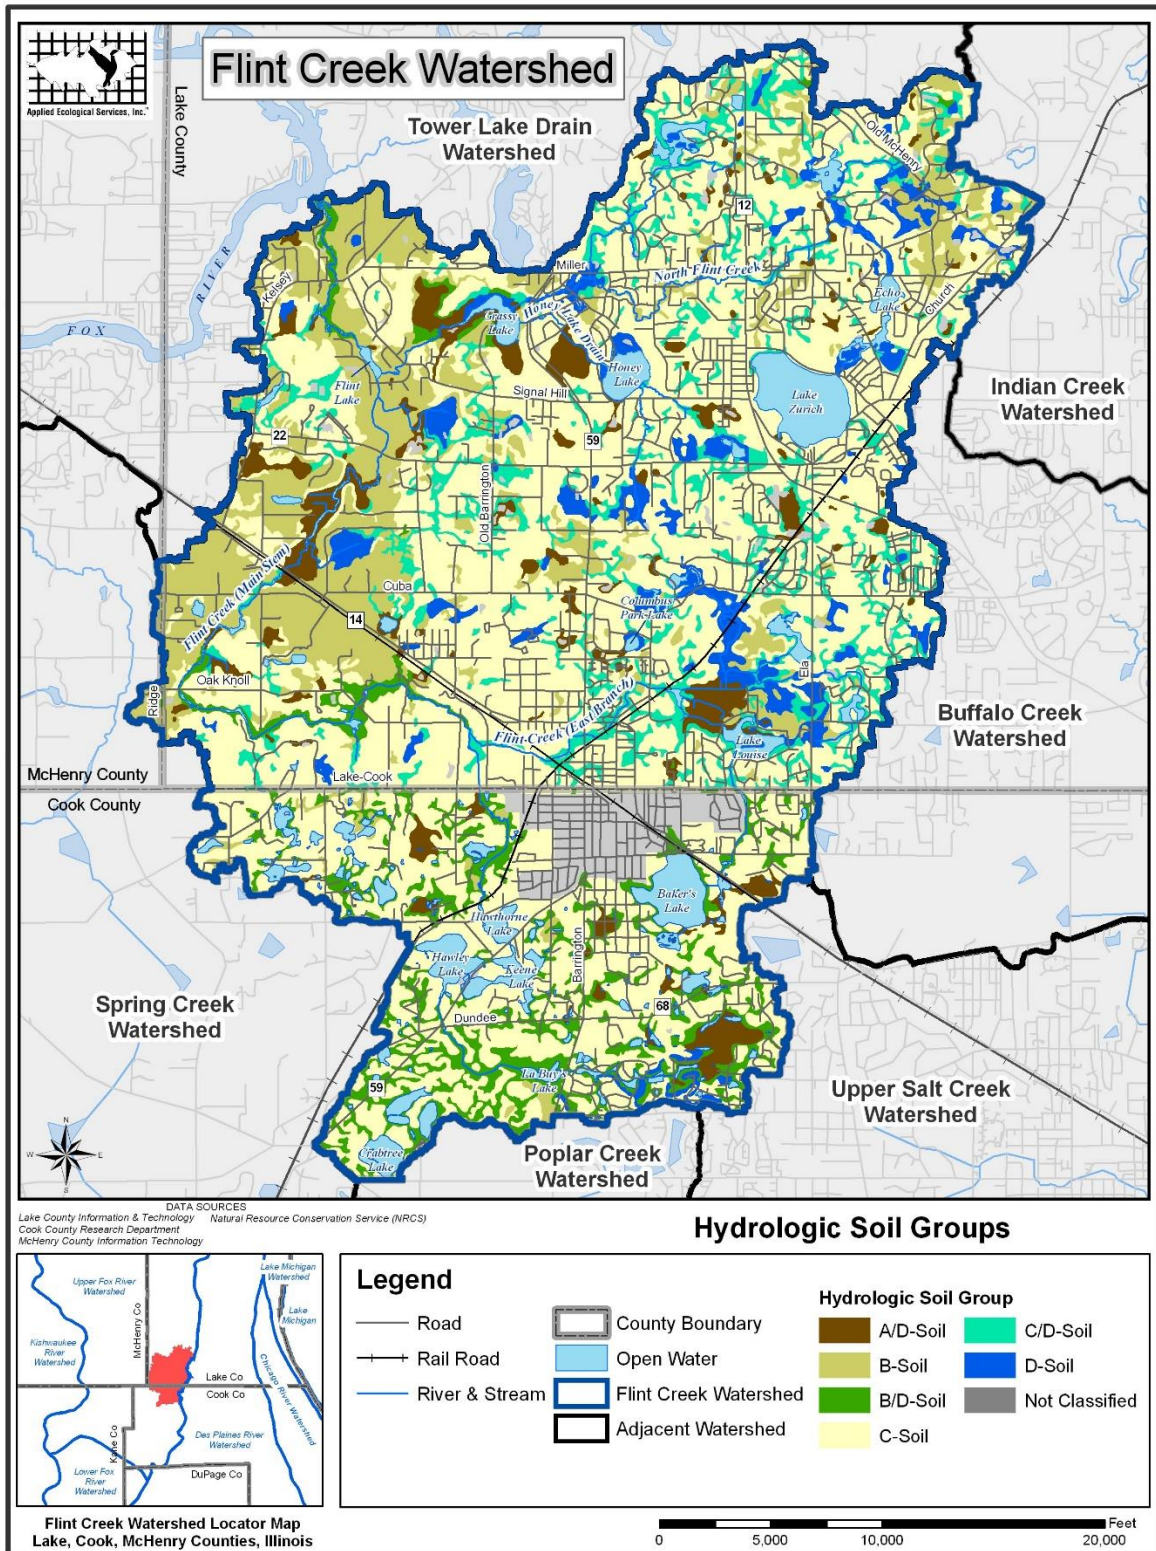 Flint Creek Watershed
Applied Ecological Services, Inc.
Lake County
Tower Lake Drain
Watershed
Old McHenry
12
Miller
North Flint Creek
Kelsey
RIVER
FOX
Echo
Lake
Church
Grassy
Lake
Honey Lake Drain
Honey
Lake
Flint
Lake
Signal Hill
Lake
Zurich
Indian Creek
Watershed
22
59
Old Barrington
Flint Creek (Main Stem)
Cuba
Columbus
Park Lake
14
Oak Knoll
Ela
Ridge
Flint Creek (East Branch)
Lake
Louise
Buffalo Creek
Watershed
McHenry County
Lake-Cook
Cook County
Baker's
Lake
Hawthorne
Lake
Hawley
Lake
Keene
Lake
Barrington
Spring Creek
Watershed
68
Dundee
La Buy's
Lake
59
Upper Salt Creek
Watershed
Crabtree
Lake
Poplar Creek
Watershed
N
W
E
S
DATA SOURCES
Lake County Information & Technology
Natural Resource Conservation Service (NRCS)
Cook County Research Department
McHenry County Information Technology
Hydrologic Soil Groups
Upper Fox River
Watershed
McHenry Co
Lake Michigan
Watershed
Lake
Michigan
Kishwaukee
River
Watershed
Lake Co
Cook Co
Chicago River Watershed
Kane Co
Des Plaines River
Watershed
Lower Fox
River
Watershed
DuPage Co
Flint Creek Watershed Locator Map
Lake, Cook, McHenry Counties, Illinois
Legend
Road
Rail Road
River & Stream
County Boundary
Open Water
Flint Creek Watershed
Adjacent Watershed
Hydrologic Soil Group
A/D-Soil
B-Soil
B/D-Soil
C-Soil
C/D-Soil
D-Soil
Not Classified
Feet
0
5,000
10,000
20,000